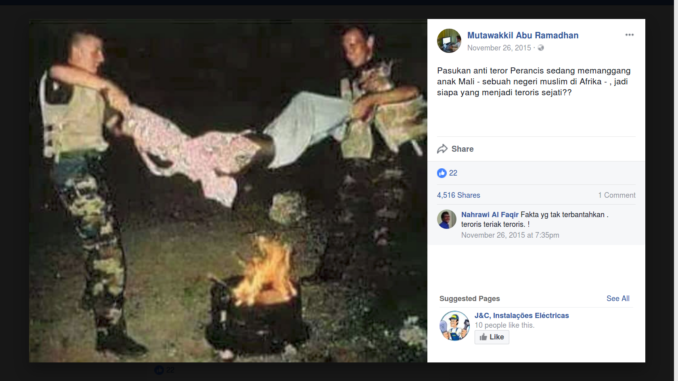 Mutawakkil Abu Ramadhan
November 26, 2015
Pasukan anti teror Perancis sedang memanggang
anak Mali - sebuah negeri muslim di Afrika - , jadi
siapa yang menjadi teroris sejati??
Share
22
4,516 Shares
1 Comment
Nahrawi Al Faqir Fakta yg tak terbantahkan .
teroris teriak teroris. !
November 26, 2015 at 7:35pm
Suggested Pages
See All
J&C, Instalações Eléctricas
10 people like this.
Like